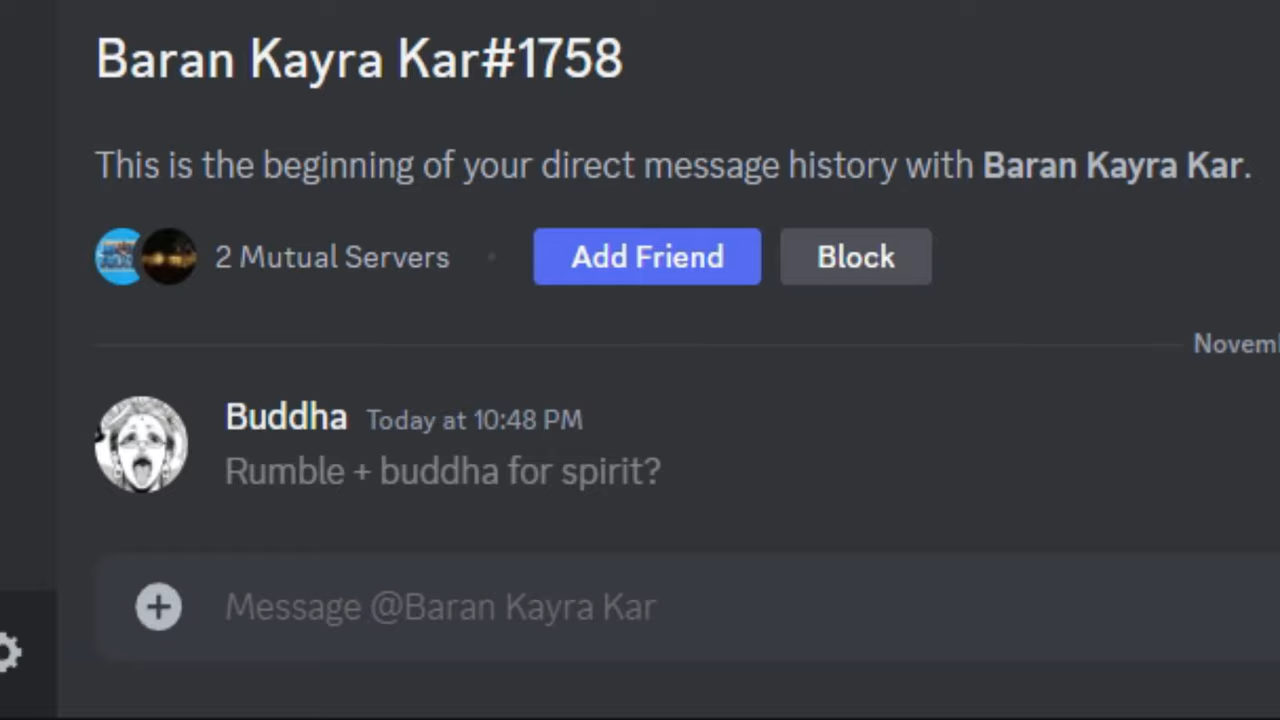 Baran Kayra Kar#1758
This is the beginning of your direct message history with Baran Kayra Kar.
2 Mutual Servers
Add Friend
Block
Novem
Buddha Today at 10:48 PM
Rumble + buddha for spirit?
Message @Baran Kayra Kar